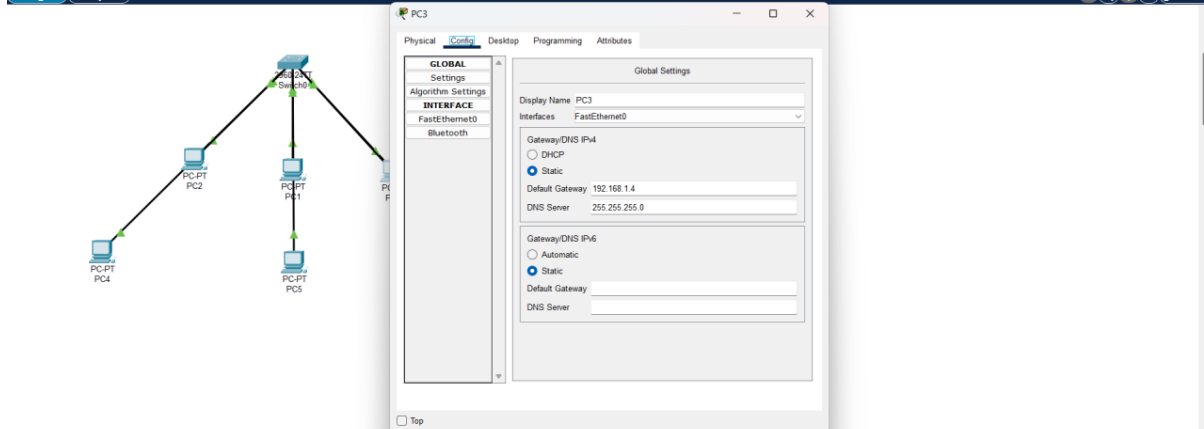 PC3
Physical Config Desktop Programming Attributes
GLOBAL
Settings
Algorithm Settings
INTERFACE
FastEthernet0
Bluetooth
Global Settings
Display Name PC3
Interfaces FastEthernet0
Gateway/DNS IPv4
DHCP
Static
Default Gateway 192.168.1.4
DNS Server 255.255.255.0
Gateway/DNS IPv6
Automatic
Static
Default Gateway
DNS Server
Top
2960-24TT
Switch0
PC-PT
PC2
PC-PT
PC1
PC-PT
PC4
PC-PT
PC5